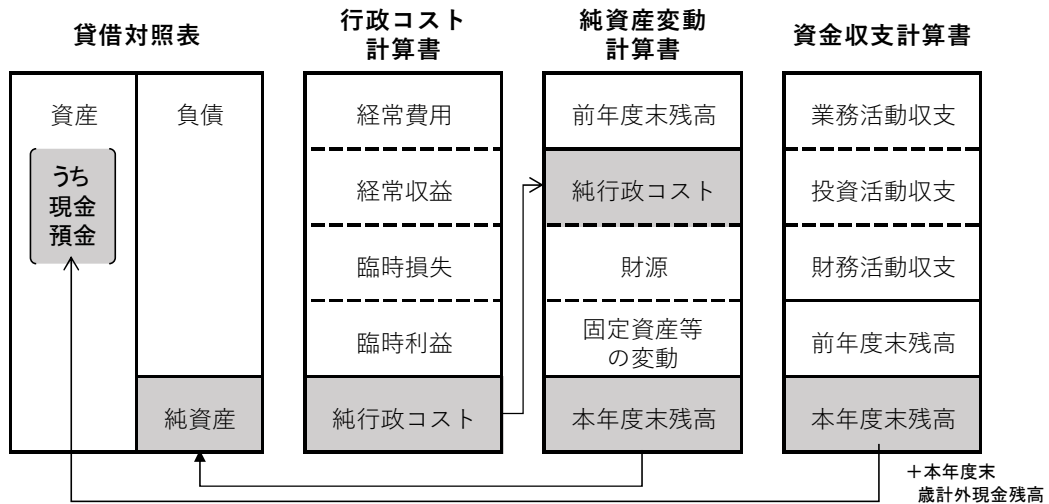 貸借対照表
資産
うち
現金
預金
負債
純資産
行政コスト
計算書
経常費用
経常収益
臨時損失
臨時利益
純行政コスト
純資産変動
計算書
前年度末残高
純行政コスト
財源
固定資産等
の変動
本年度末残高
資金収支計算書
業務活動収支
投資活動収支
財務活動収支
前年度末残高
本年度末残高
＋本年度末
歳計外現金残高